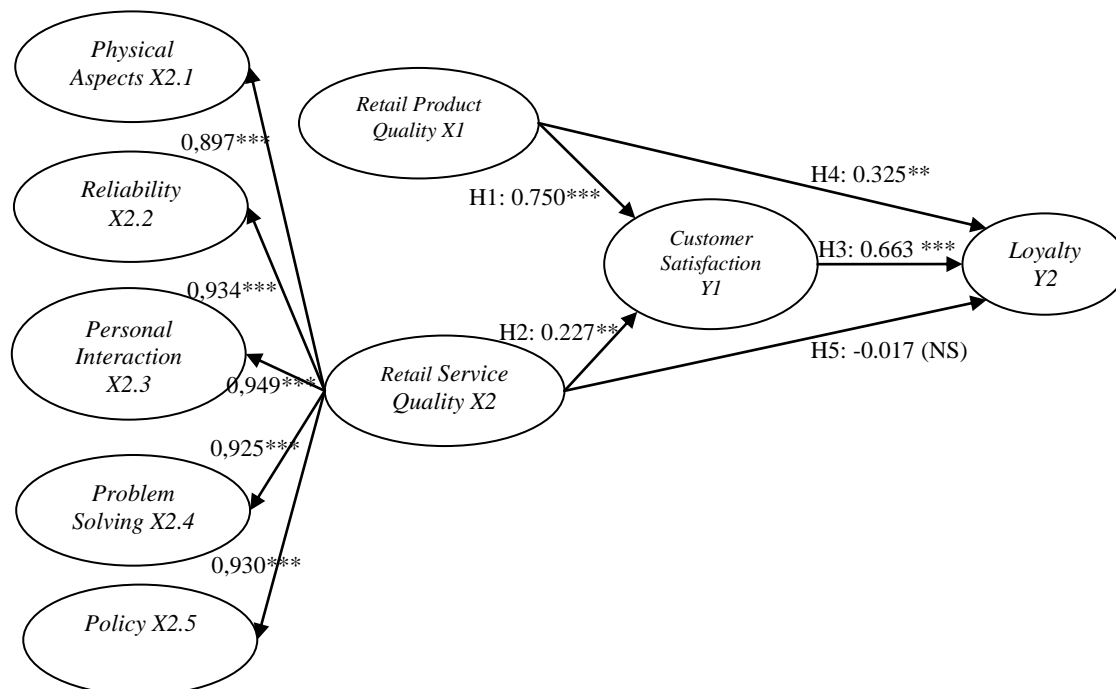 Physical
Aspects X2.1
0,897***
Reliability
X2.2
0,934***
Personal
Interaction
X2.3
0,949***
0,925***
Problem
Solving X2.4
0,930***
Policy X2.5
Retail Product
Quality X1
H1: 0.750***
H4: 0.325**
Customer
Satisfaction
Y1
H3: 0.663 ***
Loyalty
Y2
H2: 0.227**
H5: -0.017 (NS)
Retail Service
Quality X2